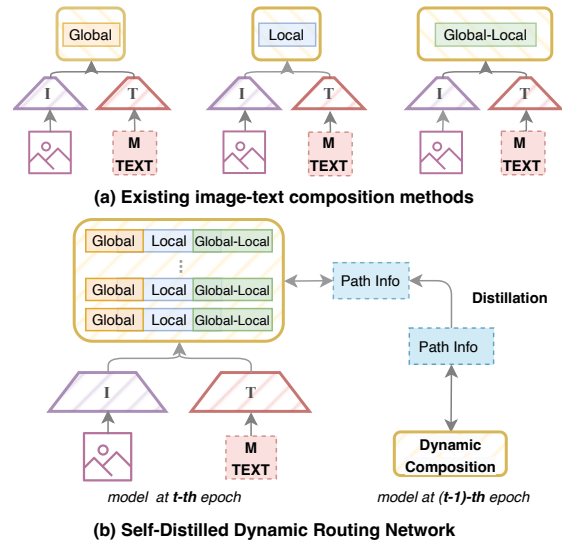 Global Local Global-Local
I T I T I T
M TEXT M TEXT M TEXT
(a) Existing image-text composition methods
Global Local Global-Local
⋮
Global Local Global-Local
Global Local Global-Local
Path Info
Distillation
Path Info
I T
M
TEXT
Dynamic
Composition
model at t-th epoch
model at (t-1)-th epoch
(b) Self-Distilled Dynamic Routing Network